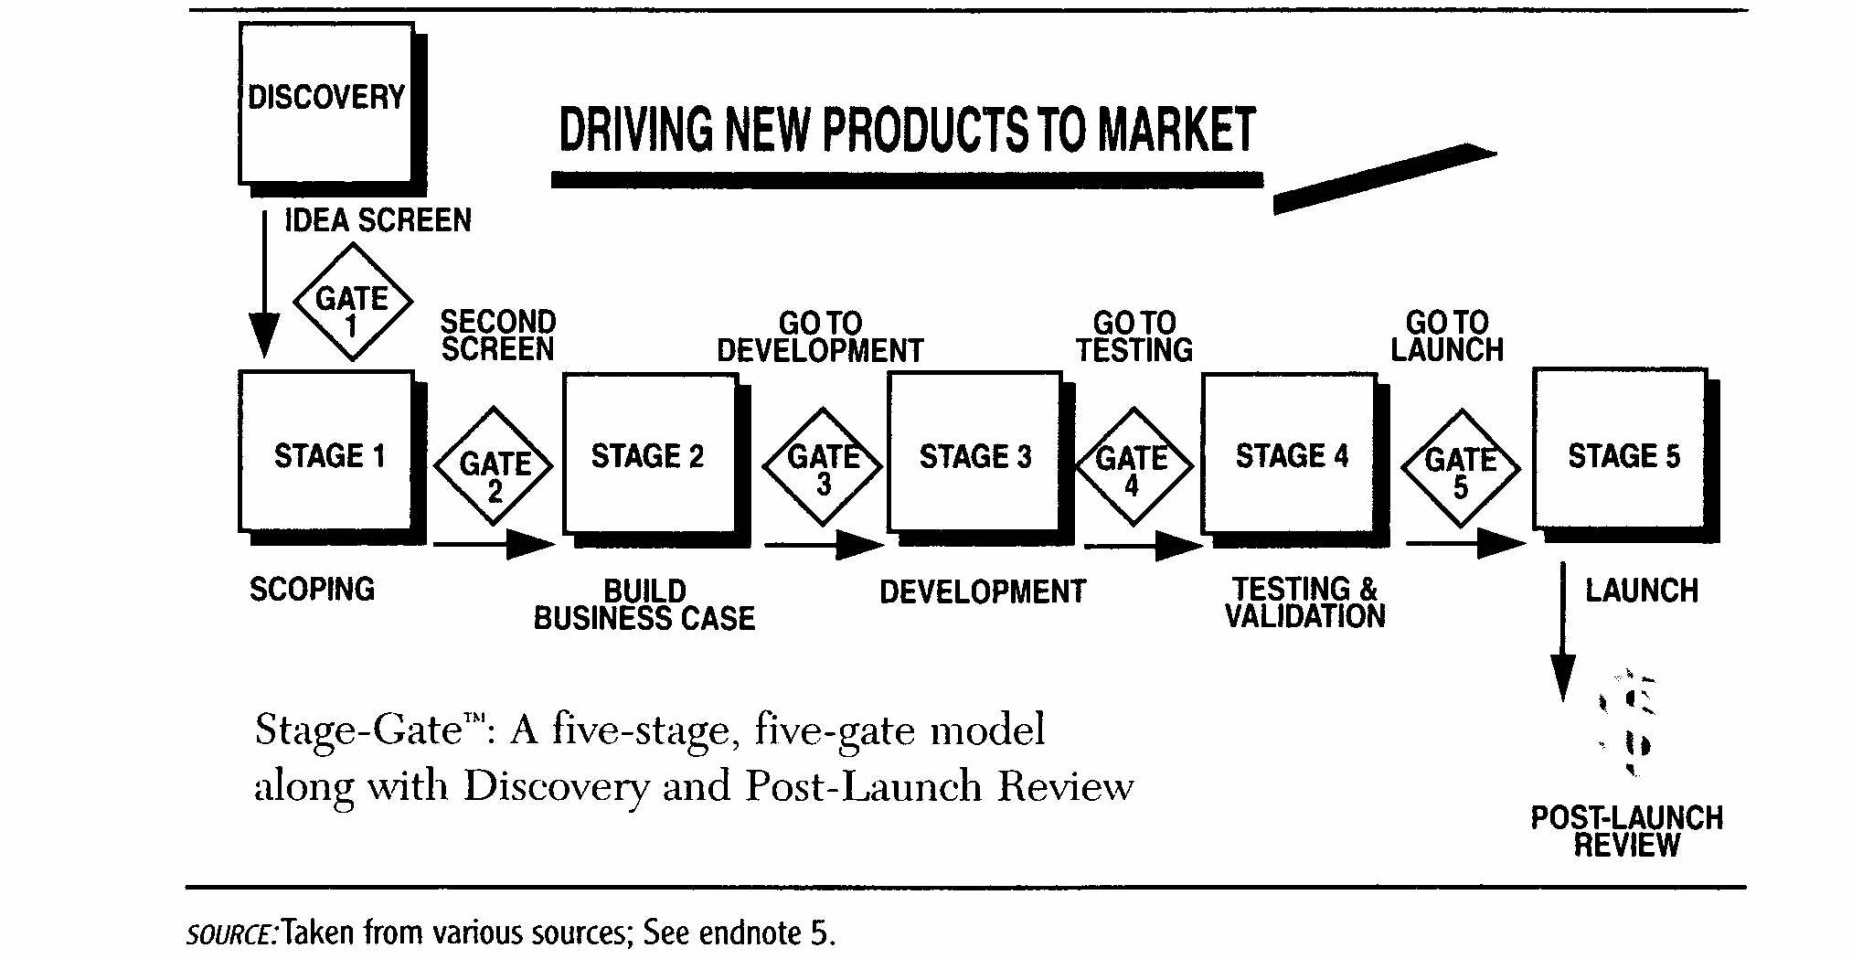 DISCOVERY
DRIVING NEW PRODUCTS TO MARKET
IDEA SCREEN
GATE
1
SECOND
SCREEN
GO TO
DEVELOPMENT
GO TO
TESTING
GO TO
LAUNCH
STAGE 1
GATE
2
STAGE 2
GATE
3
STAGE 3
GATE
4
STAGE 4
GATE
5
STAGE 5
SCOPING
BUILD
BUSINESS CASE
DEVELOPMENT
TESTING &
VALIDATION
LAUNCH
Stage-Gate™: A five-stage, five-gate model
along with Discovery and Post-Launch Review
POST-LAUNCH
REVIEW
SOURCE: Taken from various sources; See endnote 5.